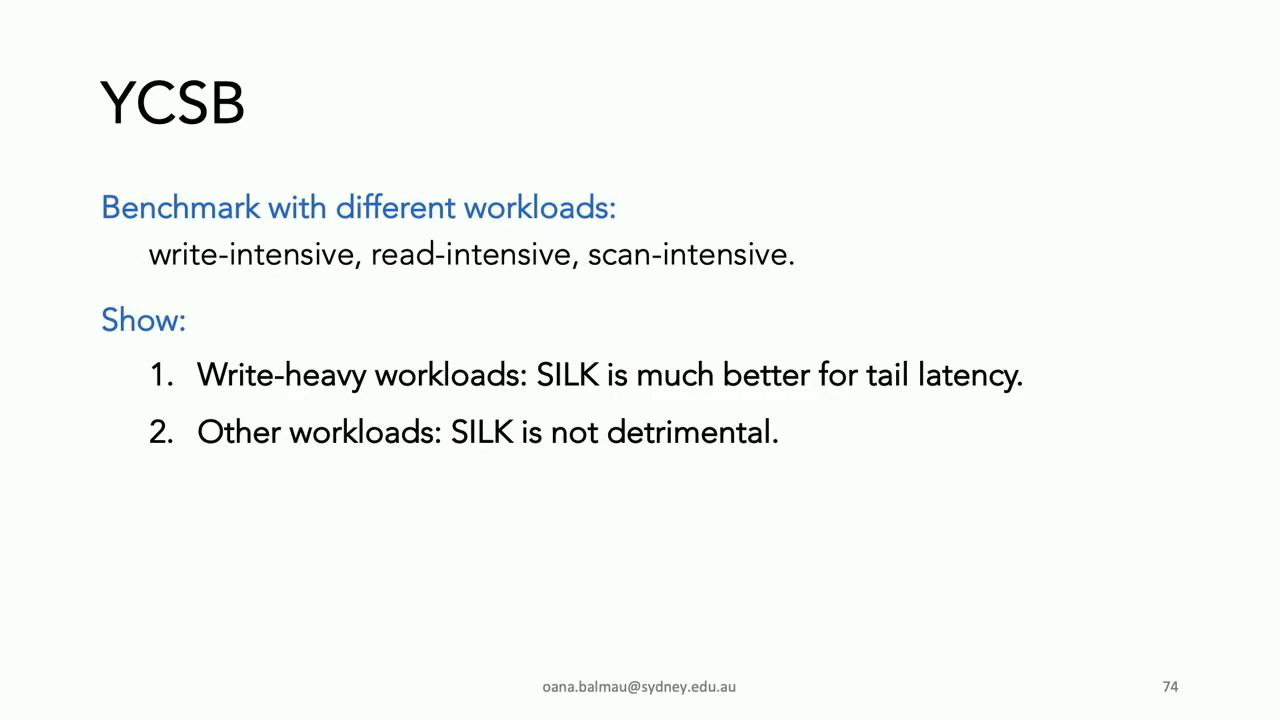 YCSB
Benchmark with different workloads:
write-intensive, read-intensive, scan-intensive.
Show:
1. Write-heavy workloads: SILK is much better for tail latency.
2. Other workloads: SILK is not detrimental.
oana.balmau@sydney.edu.au
74